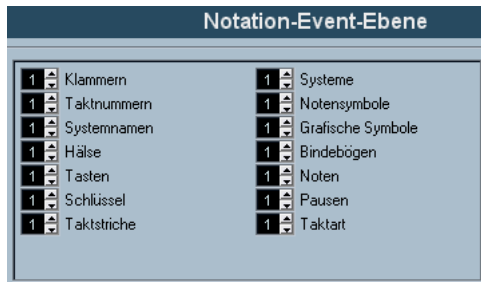 Notation-Event-Ebene
1 Klammern
1 Taktnummern
1 Systemnamen
1 Hälse
1 Tasten
1 Schlüssel
1 Taktstriche
1 Systeme
1 Notensymbole
1 Grafische Symbole
1 Bindebögen
1 Noten
1 Pausen
1 Taktart